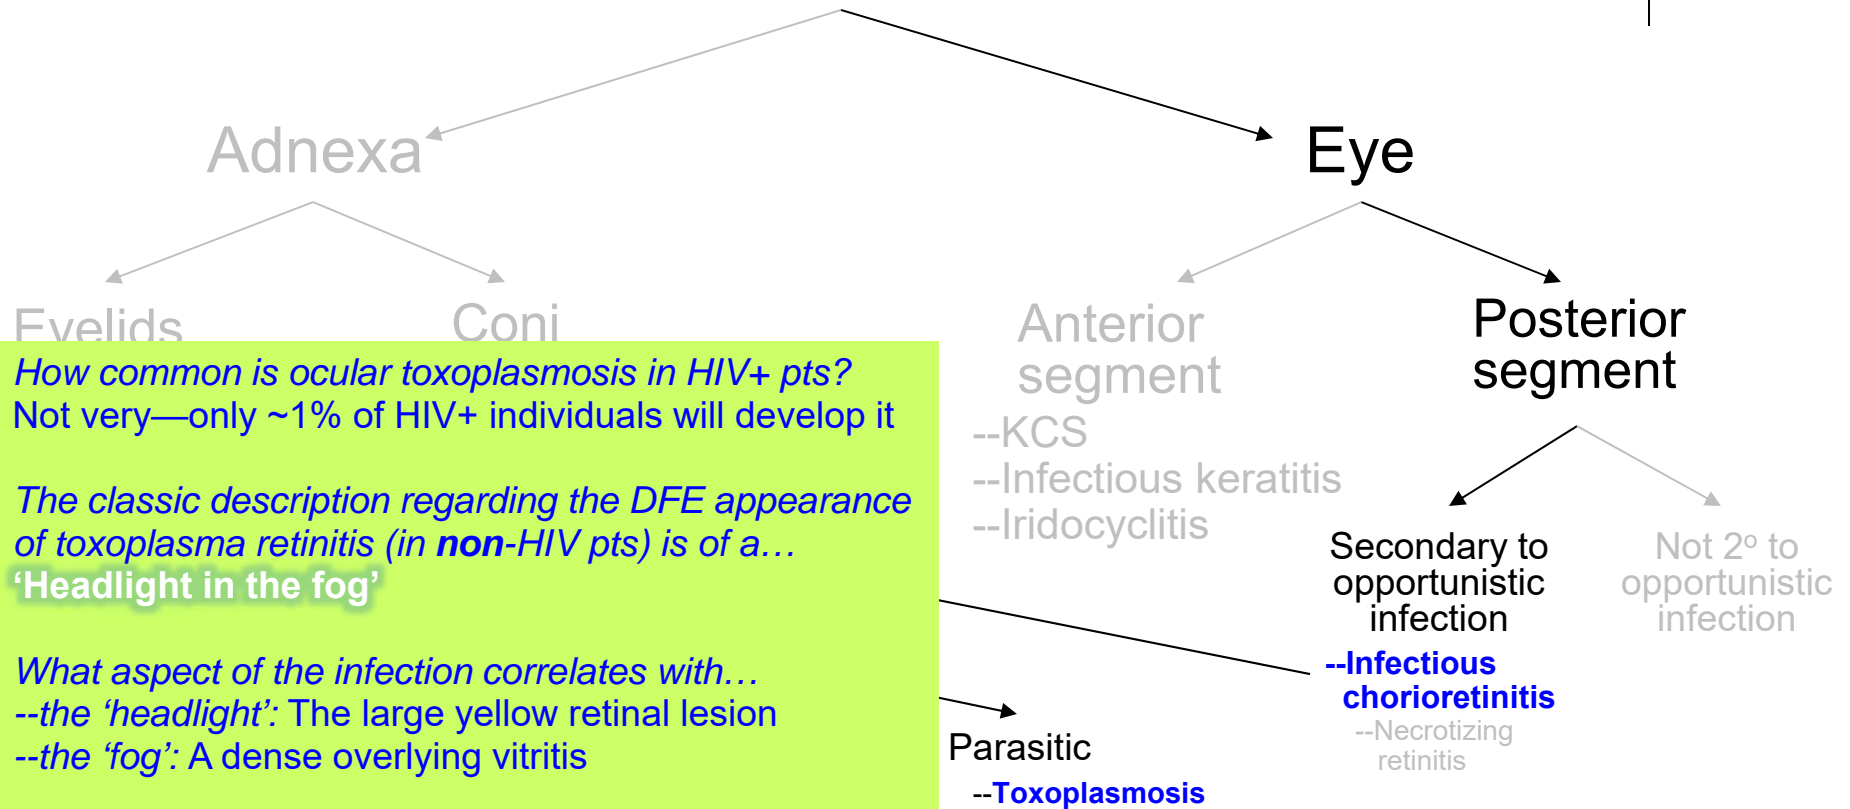 Adnexa
Eye
Eyelids
Conj
Anterior
segment
--KCS
--Infectious keratitis
--Iridocyclitis
Posterior
segment
How common is ocular toxoplasmosis in HIV+ pts?
Not very—only ~1% of HIV+ individuals will develop it
The classic description regarding the DFE appearance
of toxoplasma retinitis (in non-HIV pts) is of a…
‘Headlight in the fog’
What aspect of the infection correlates with…
--the ‘headlight’: The large yellow retinal lesion
--the ‘fog’: A dense overlying vitritis
Secondary to
opportunistic
infection
Not 2º to
opportunistic
infection
--Infectious
chorioretinitis
--Necrotizing
retinitis
Parasitic
--Toxoplasmosis